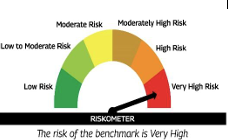 Moderate Risk
Moderately High Risk
Low to Moderate Risk
High Risk
Low Risk
Very High Risk
RISKOMETER
The risk of the benchmark is Very High